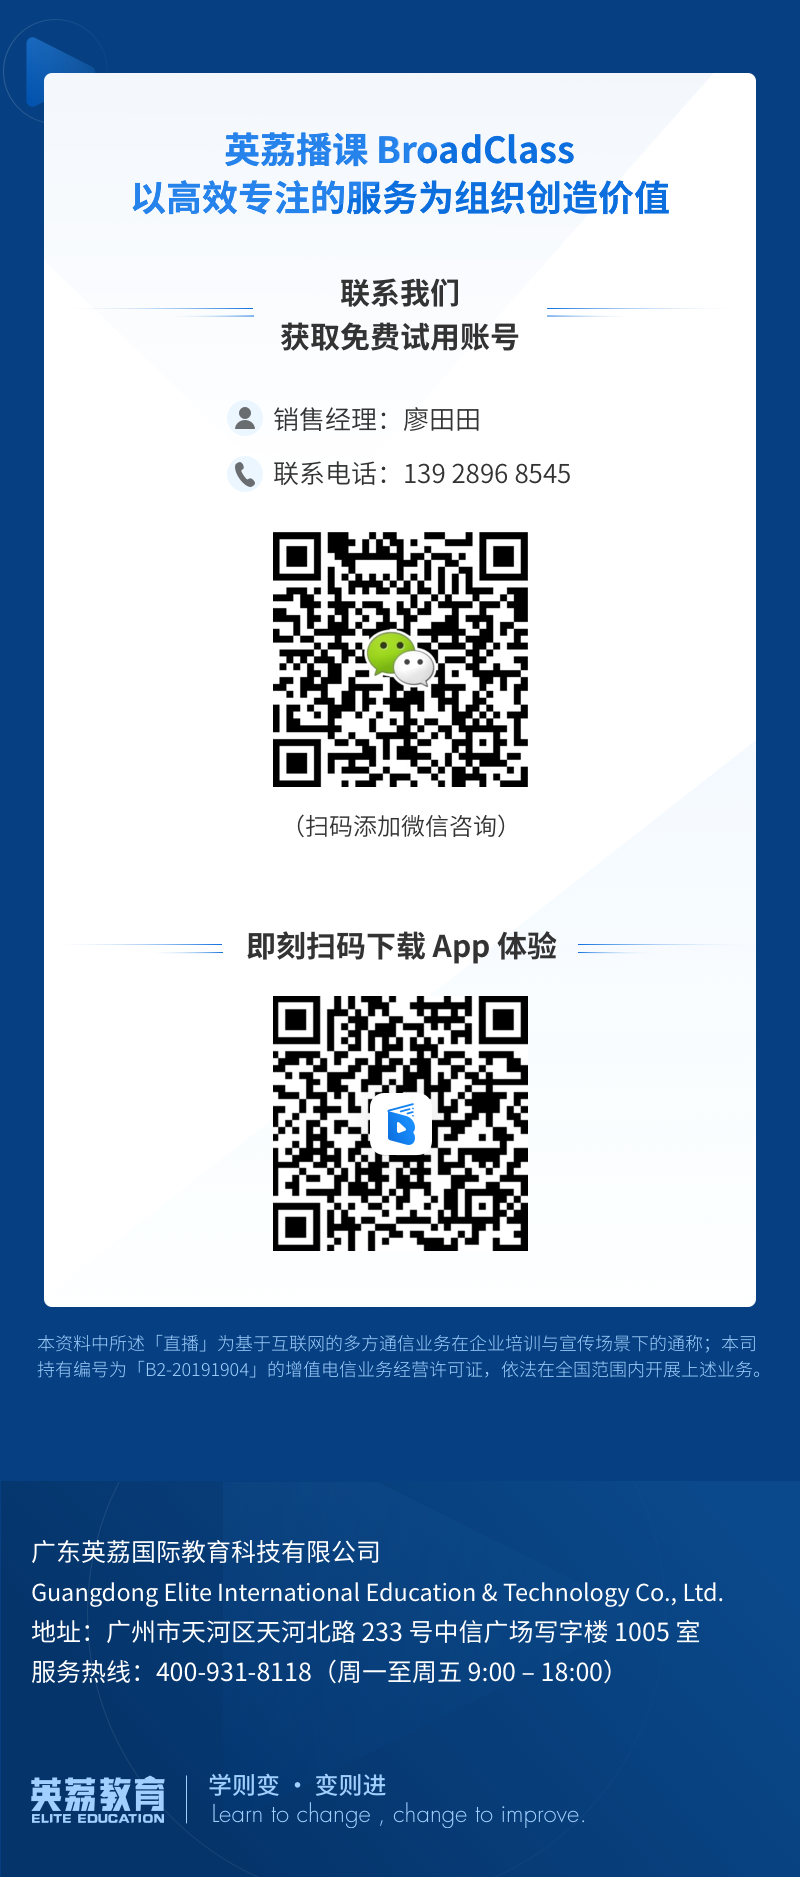 英荔播课 BroadClass
以高效专注的服务为组织创造价值
联系我们
获取免费试用账号
销售经理：廖田田
联系电话：139 2896 8545
（扫码添加微信咨询）
即刻扫码下载 App 体验
本资料中所述「直播」为基于互联网的多方通信业务在企业培训与宣传场景下的通称；本司
持有编号为「B2-20191904」的增值电信业务经营许可证，依法在全国范围内开展上述业务。
广东英荔国际教育科技有限公司
Guangdong Elite International Education & Technology Co., Ltd.
地址：广州市天河区天河北路 233 号中信广场写字楼 1005 室
服务热线：400-931-8118（周一至周五 9:00 – 18:00）
英荔教育
ELITE EDUCATION
学则变 · 变则进
Learn to change , change to improve.